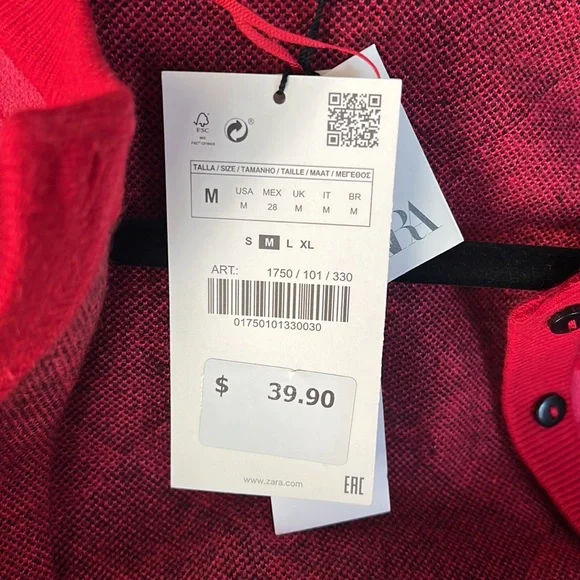 FSC
TALLA / SIZE / TAMANHO / TAILLE / MAAT / ΜΕΓΕΘΟΣ
M USA MEX UK IT BR
M 28 M M M
S M L XL
ART.: 1750 / 101 / 330
01750101330030
$ 39.90
www.zara.com
EAC
ARA